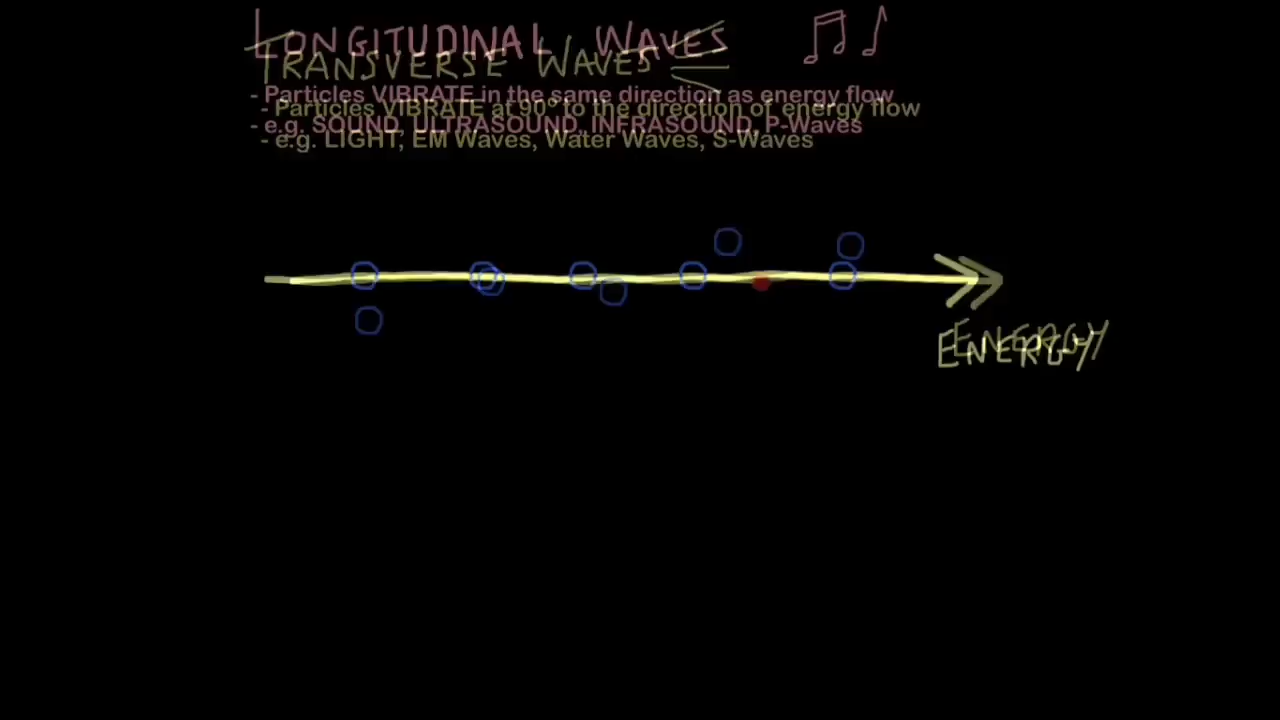 LONGITUDINAL WAVES
TRANSVERSE WAVES
- Particles VIBRATE in the same direction as energy flow
- Particles VIBRATE at 90° to the direction of energy flow
- e.g. SOUND, ULTRASOUND, INFRASOUND, P-Waves
- e.g. LIGHT, EM Waves, Water Waves, S-Waves
ENERGY
ENERGY